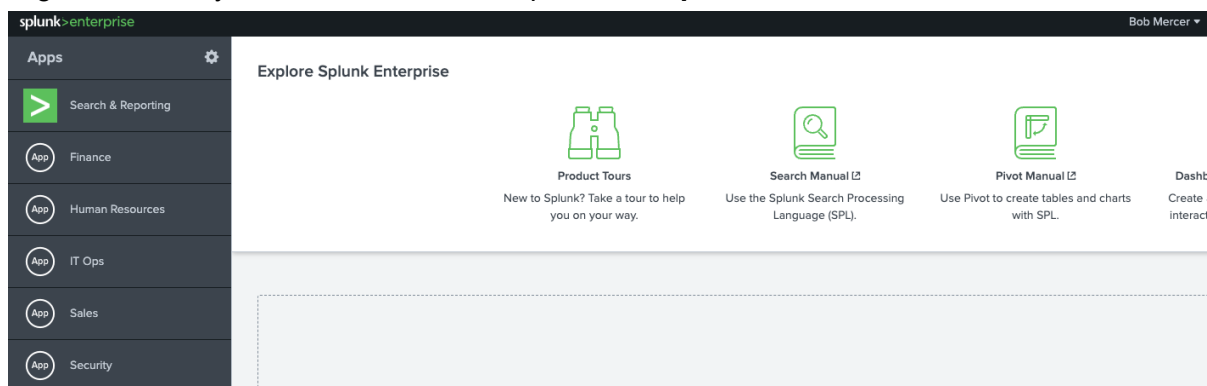 splunk>enterprise
Bob Mercer
Apps
Explore Splunk Enterprise
Search & Reporting
App Finance
App Human Resources
App IT Ops
App Sales
App Security
Product Tours
New to Splunk? Take a tour to help
you on your way.
Search Manual
Use the Splunk Search Processing
Language (SPL).
Pivot Manual
Use Pivot to create tables and charts
with SPL.
Create